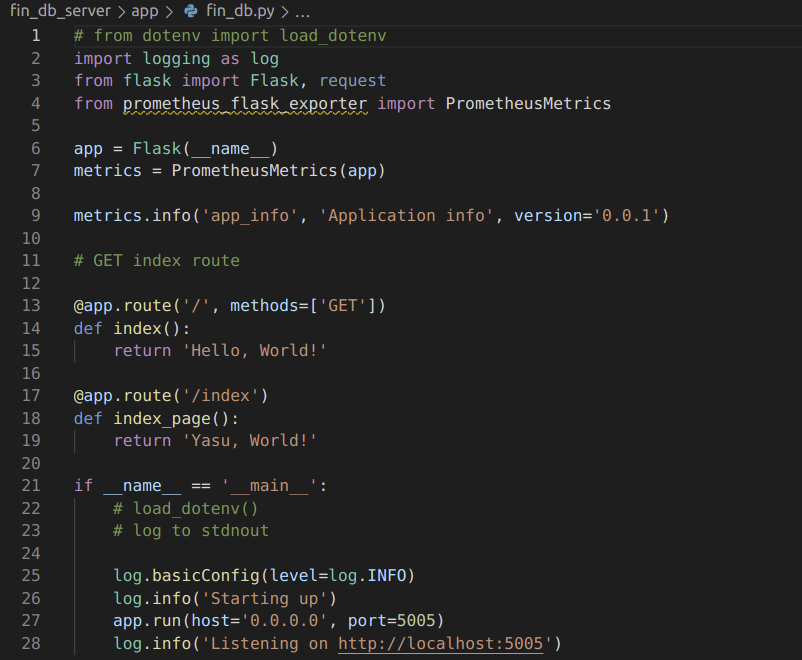 fin_db_server > app > fin_db.py > ...
1 # from dotenv import load_dotenv
2 import logging as log
3 from flask import Flask, request
4 from prometheus_flask_exporter import PrometheusMetrics
5
6 app = Flask(__name__)
7 metrics = PrometheusMetrics(app)
8
9 metrics.info('app_info', 'Application info', version='0.0.1')
10
11 # GET index route
12
13 @app.route('/', methods=['GET'])
14 def index():
15     return 'Hello, World!'
16
17 @app.route('/index')
18 def index_page():
19     return 'Yasu, World!'
20
21 if __name__ == '__main__':
22     # load_dotenv()
23     # log to stdnout
24
25     log.basicConfig(level=log.INFO)
26     log.info('Starting up')
27     app.run(host='0.0.0.0', port=5005)
28     log.info('Listening on http://localhost:5005')